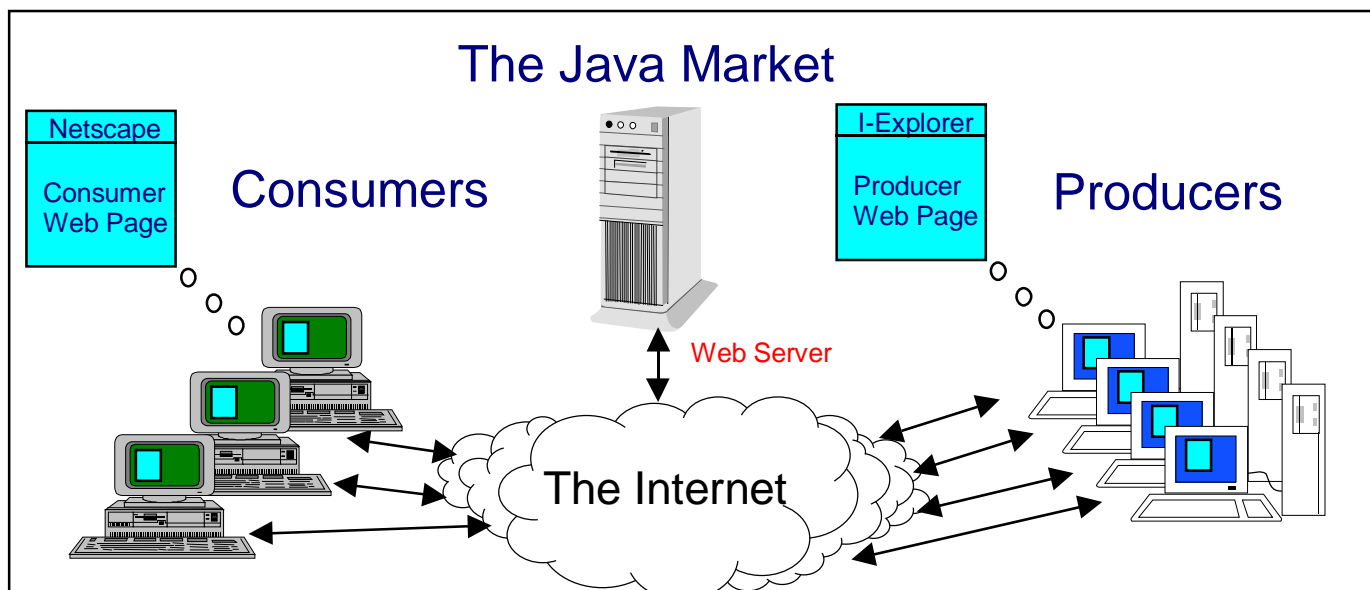 The Java Market
Netscape
Consumer
Web Page
Consumers
I-Explorer
Producer
Web Page
Producers
Web Server
The Internet